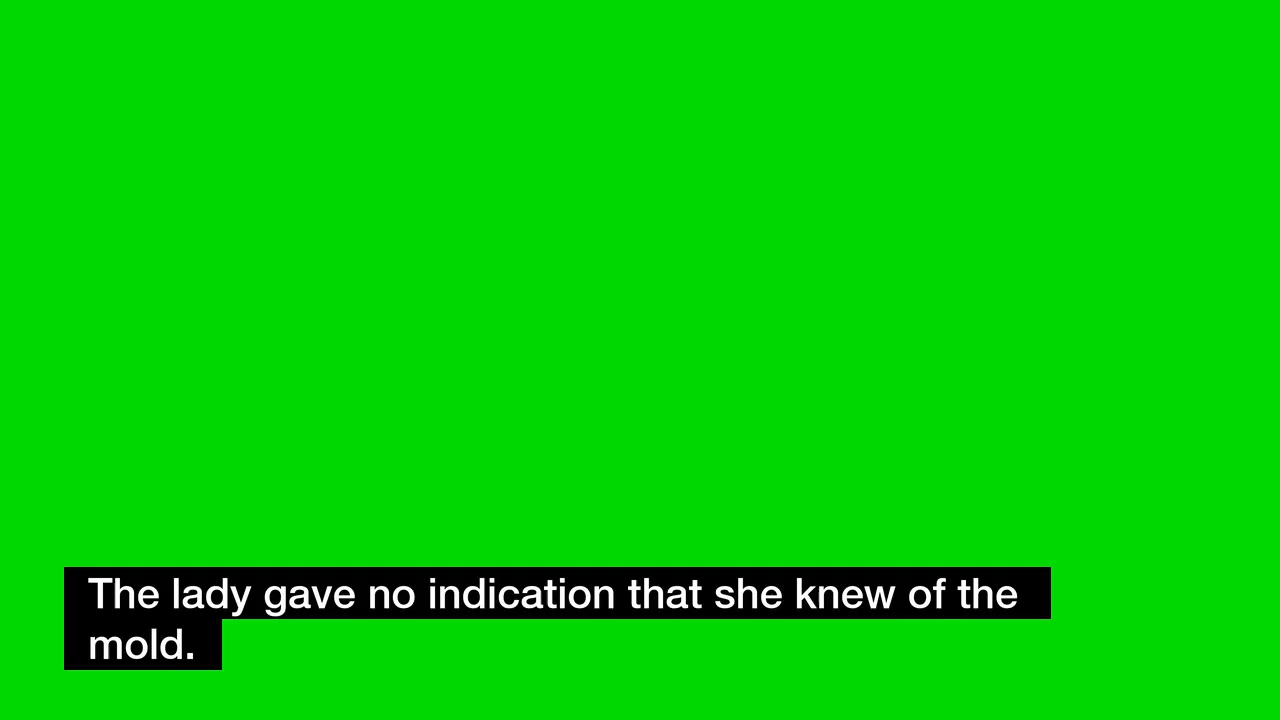 The lady gave no indication that she knew of the
mold.